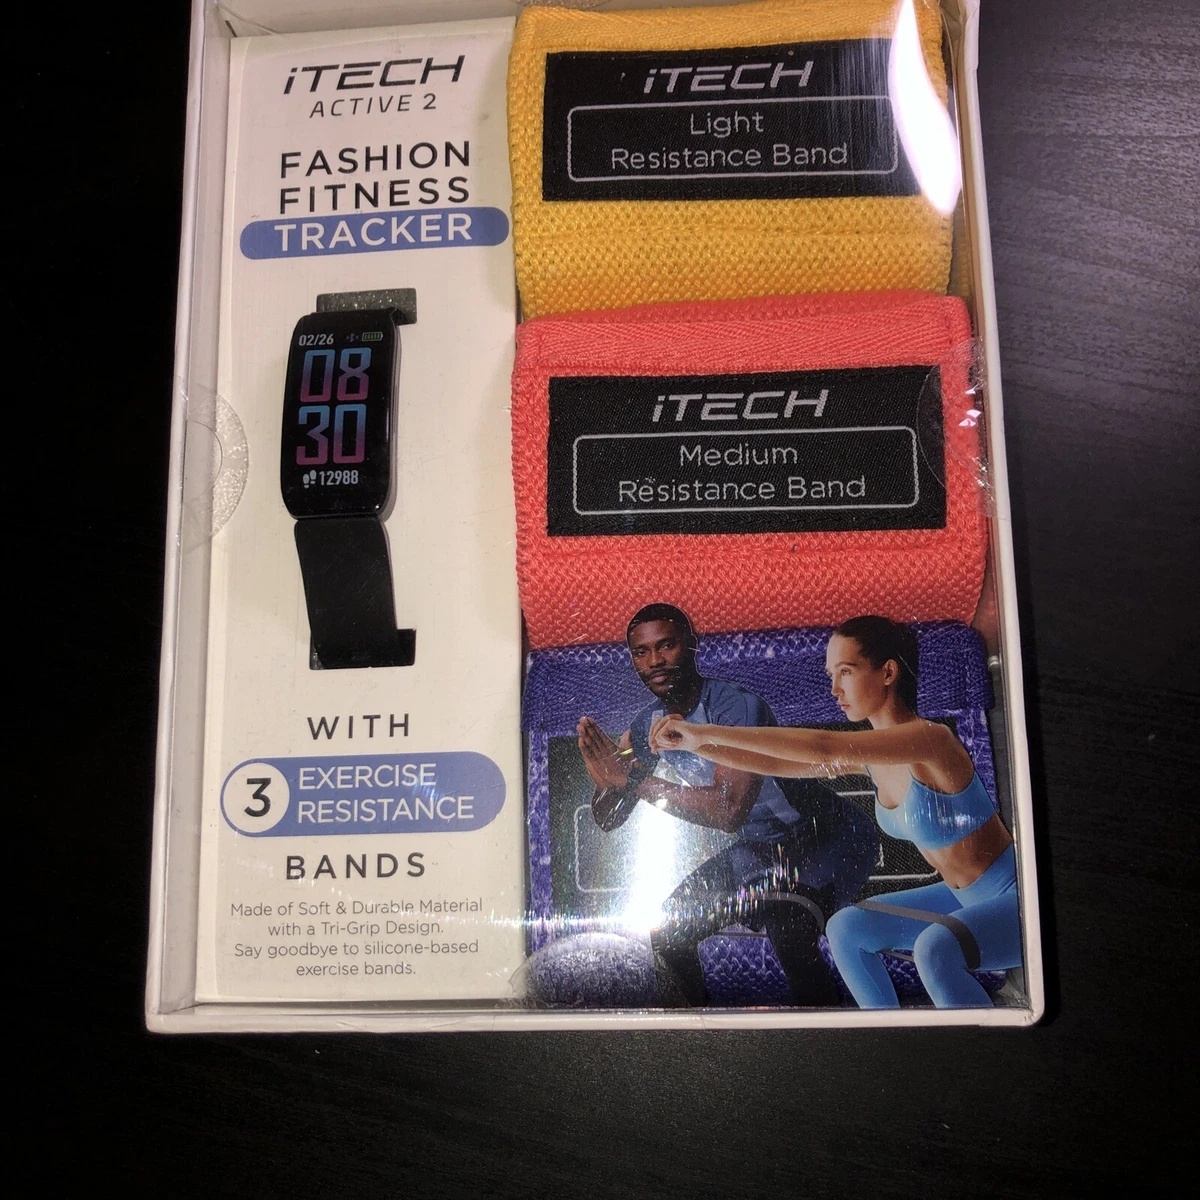 iTECH
ACTIVE 2
FASHION
FITNESS
TRACKER
02/26
08
30
12988
WITH
3 EXERCISE
RESISTANCE
BANDS
Made of Soft & Durable Material
with a Tri-Grip Design.
Say goodbye to silicone-based
exercise bands.
iTECH
Light
Resistance Band
iTECH
Medium
Resistance Band